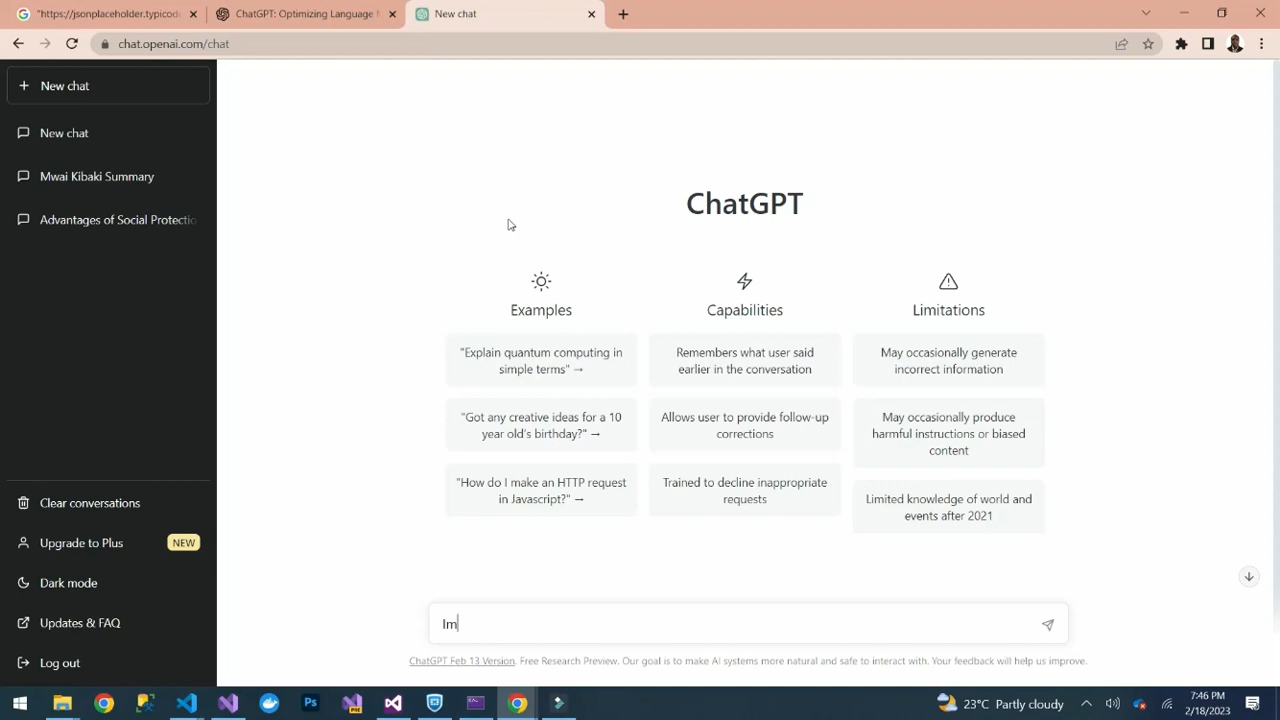 "https://jsonplaceholder.typicod
ChatGPT: Optimizing Language
New chat
chat.openai.com/chat
New chat
New chat
Mwai Kibaki Summary
Advantages of Social Protectio
Clear conversations
Upgrade to Plus
NEW
Dark mode
Updates & FAQ
Log out
ChatGPT
Examples
"Explain quantum computing in
simple terms" →
"Got any creative ideas for a 10
year old's birthday?" →
"How do I make an HTTP request
in Javascript?" →
Capabilities
Remembers what user said
earlier in the conversation
Allows user to provide follow-up
corrections
Trained to decline inappropriate
requests
Limitations
May occasionally generate
incorrect information
May occasionally produce
harmful instructions or biased
content
Limited knowledge of world and
events after 2021
Im
ChatGPT Feb 13 Version. Free Research Preview. Our goal is to make AI systems more natural and safe to interact with. Your feedback will help us improve.
Ps
PRE
23°C Partly cloudy
7:46 PM
2/18/2023